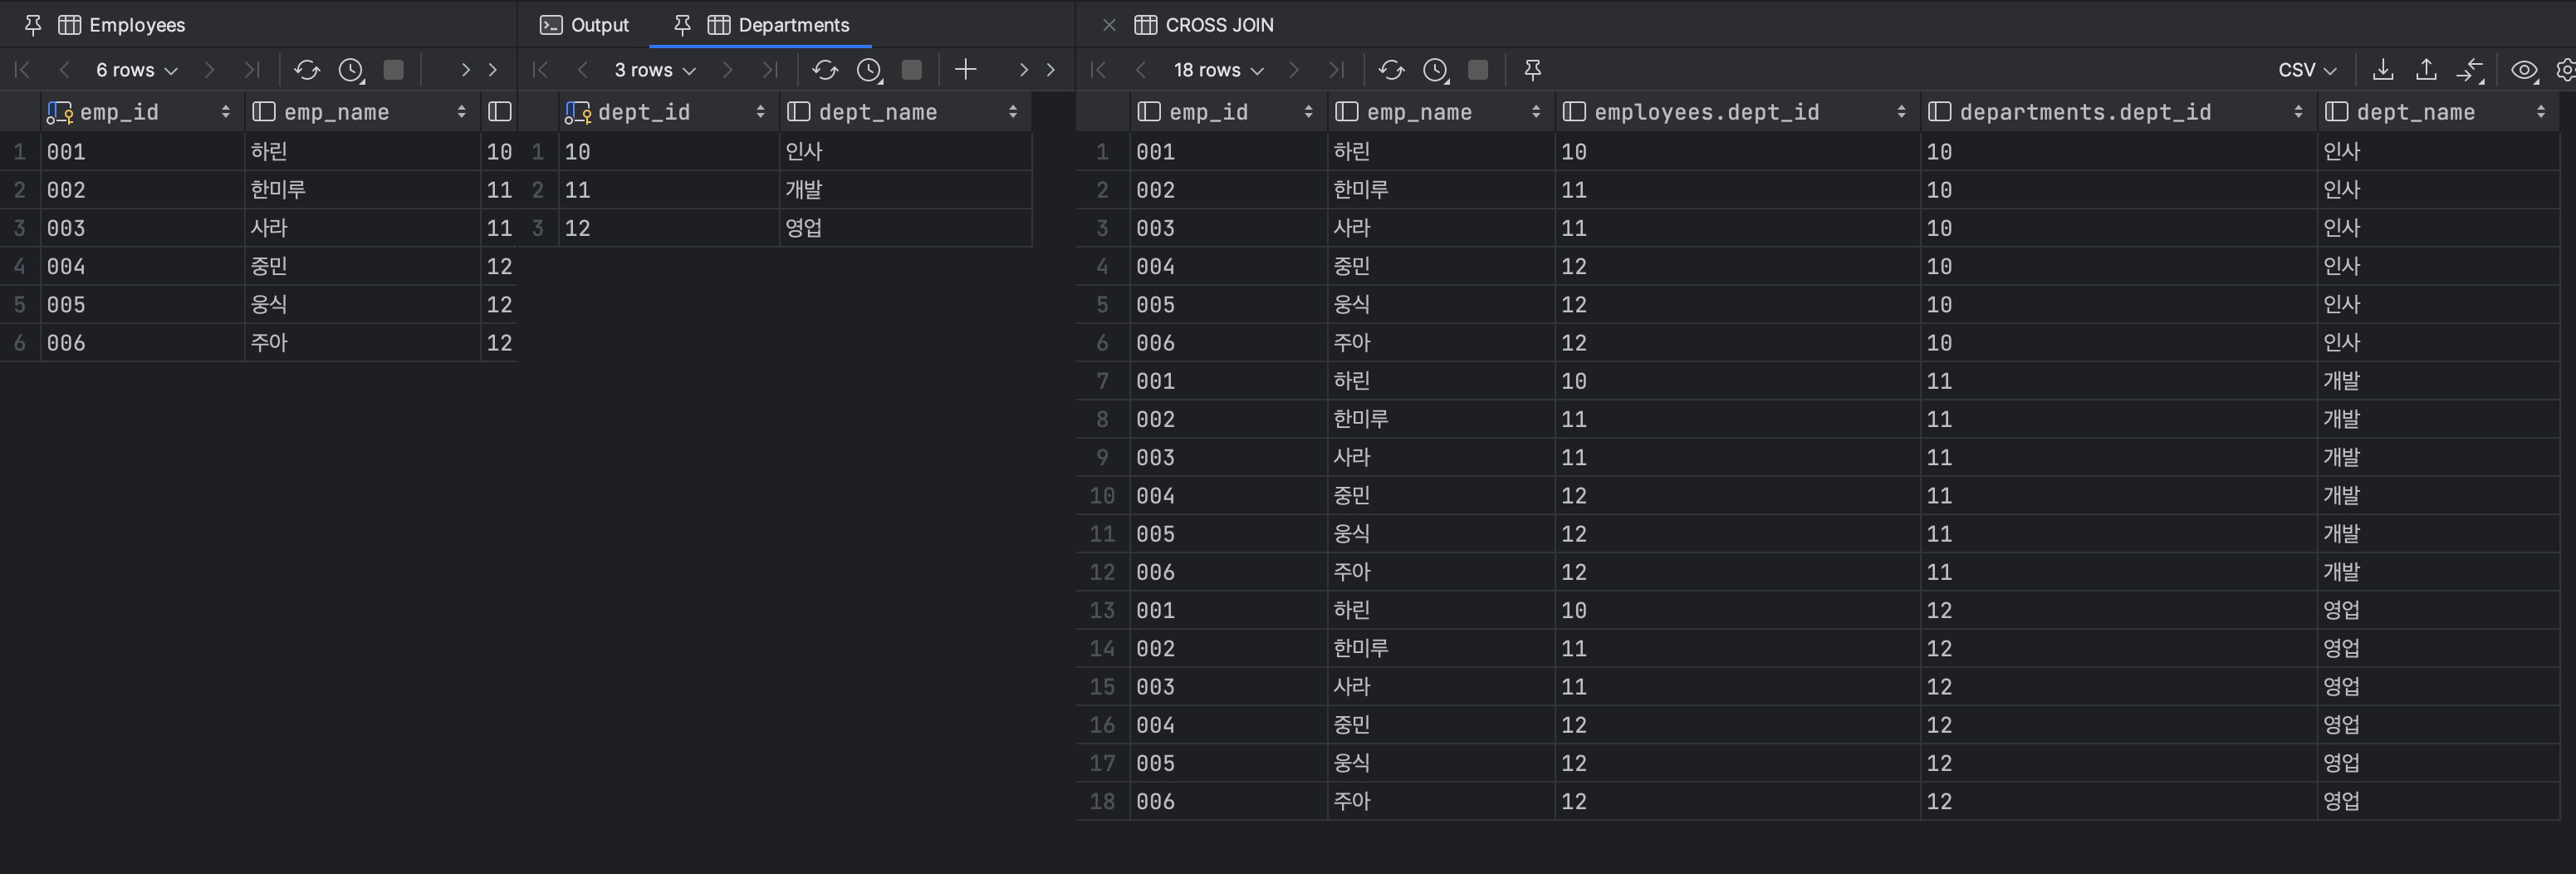 Employees
6 rows
emp_id emp_name
1 001 하린 10
2 002 한미루 11
3 003 사라 11
4 004 중민 12
5 005 웅식 12
6 006 주아 12
Output Departments
3 rows
dept_id dept_name
1 10 인사
2 11 개발
3 12 영업
CROSS JOIN
18 rows CSV
emp_id emp_name employees.dept_id departments.dept_id dept_name
1 001 하린 10 10 인사
2 002 한미루 11 10 인사
3 003 사라 11 10 인사
4 004 중민 12 10 인사
5 005 웅식 12 10 인사
6 006 주아 12 10 인사
7 001 하린 10 11 개발
8 002 한미루 11 11 개발
9 003 사라 11 11 개발
10 004 중민 12 11 개발
11 005 웅식 12 11 개발
12 006 주아 12 11 개발
13 001 하린 10 12 영업
14 002 한미루 11 12 영업
15 003 사라 11 12 영업
16 004 중민 12 12 영업
17 005 웅식 12 12 영업
18 006 주아 12 12 영업